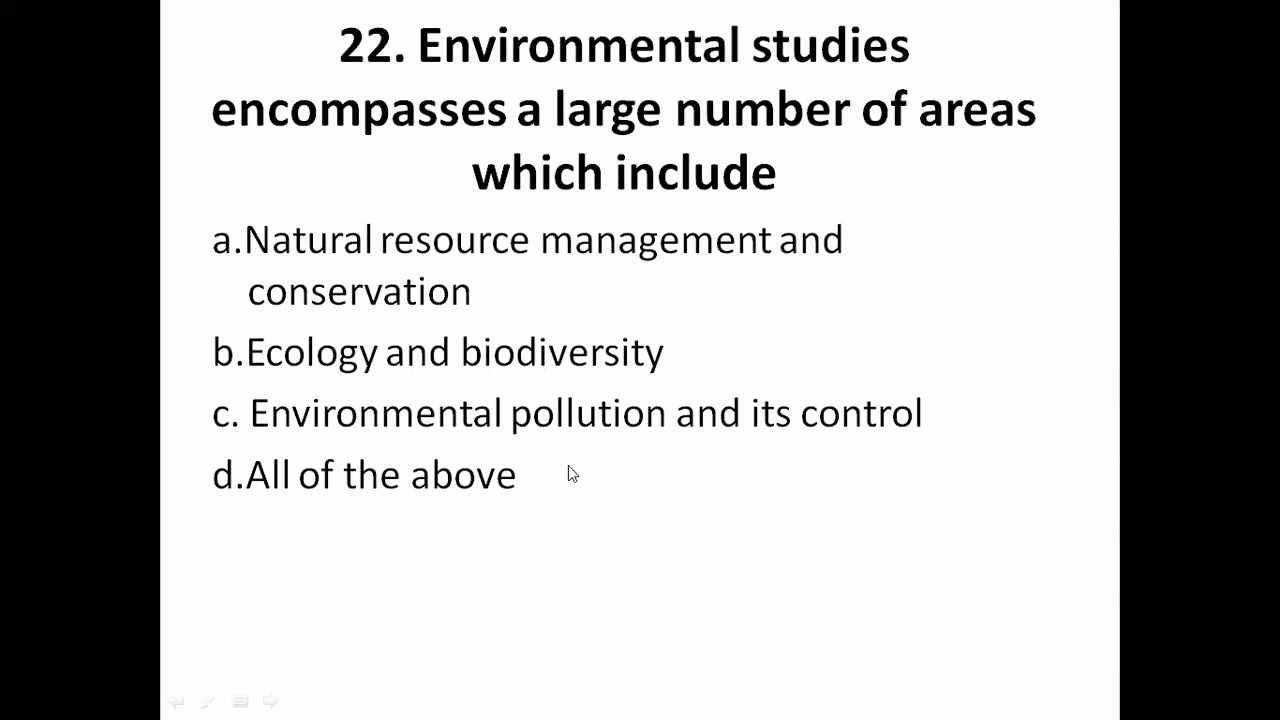 22. Environmental studies
encompasses a large number of areas
which include
a.Natural resource management and
conservation
b.Ecology and biodiversity
c. Environmental pollution and its control
d.All of the above